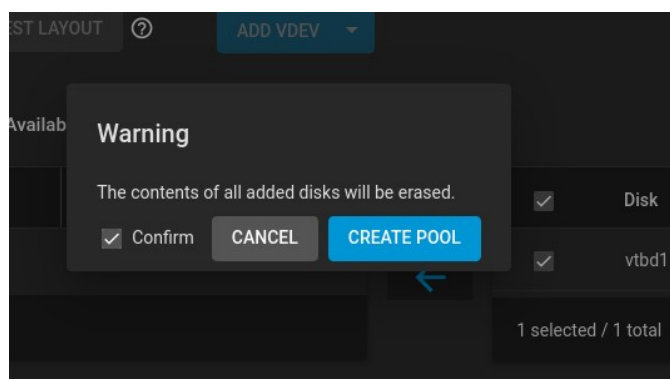 EST LAYOUT
ADD VDEV
Availab
Warning
The contents of all added disks will be erased.
Confirm
CANCEL
CREATE POOL
Disk
vtbd1
1 selected / 1 total